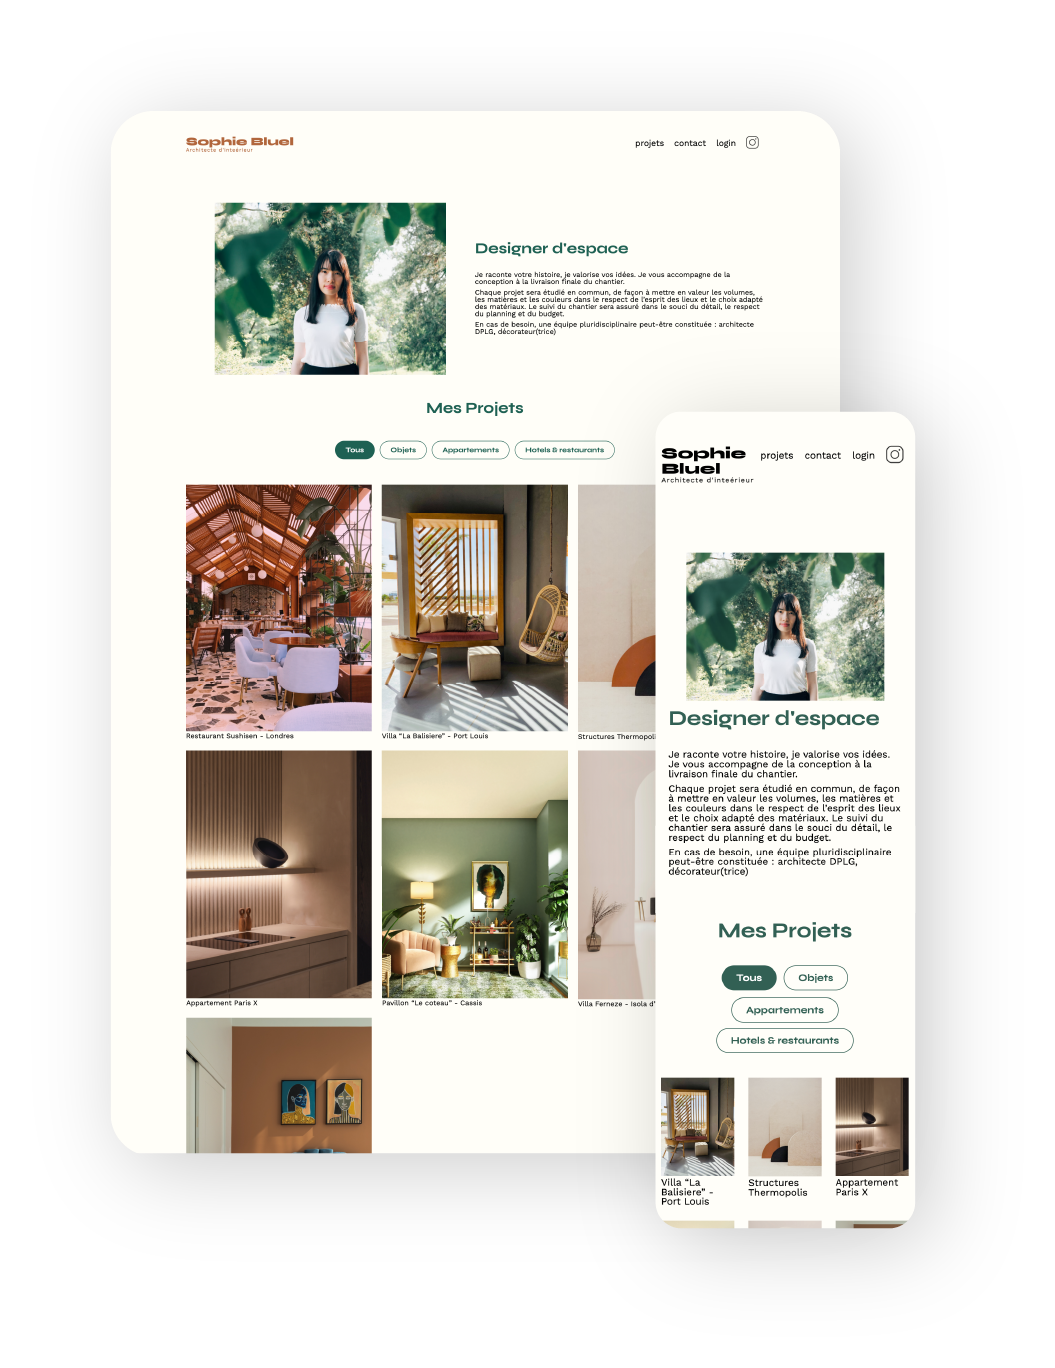 Sophie Bluel
Architecte d'inteérieur
projets contact login
Designer d'espace
Je raconte votre histoire, je valorise vos idées. Je vous accompagne de la
conception à la livraison finale du chantier.
Chaque projet sera étudié en commun, de façon à mettre en valeur les volumes,
les matières et les couleurs dans le respect de l'esprit des lieux et le choix adapté
des matériaux. Le suivi du chantier sera assuré dans le souci du détail, le respect
du planning et du budget.
En cas de besoin, une équipe pluridisciplinaire peut-être constituée : architecte
DPLG, décorateur(trice)
Mes Projets
Tous Objets Appartements Hotels & restaurants
Restaurant Sushisen - Londres
Villa “La Balisiere” - Port Louis
Structures Thermopoli
Appartement Paris X
Pavillon “Le coteau” - Cassis
Villa Ferneze - Isola d'
Sophie
Bluel
Architecte d'inteérieur
projets contact login
Designer d'espace
Je raconte votre histoire, je valorise vos idées.
Je vous accompagne de la conception à la
livraison finale du chantier.
Chaque projet sera étudié en commun, de façon
à mettre en valeur les volumes, les matières et
les couleurs dans le respect de l'esprit des lieux
et le choix adapté des matériaux. Le suivi du
chantier sera assuré dans le souci du détail, le
respect du planning et du budget.
En cas de besoin, une équipe pluridisciplinaire
peut-être constituée : architecte DPLG,
décorateur(trice)
Mes Projets
Tous Objets
Appartements
Hotels & restaurants
Villa “La
Balisiere” -
Port Louis
Structures
Thermopolis
Appartement
Paris X